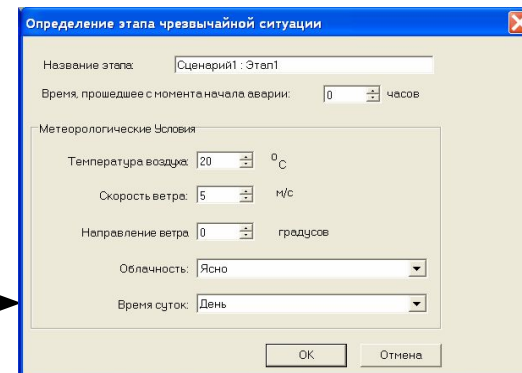 Определение этапа чрезвычайной ситуации
Название этапа: Сценарий1 : Этап1
Время, прошедшее с момента начала аварии: 0 часов
Метеорологические Условия
Температура воздуха: 20 °C
Скорость ветра: 5 м/с
Направление ветра 0 градусов
Облачность: Ясно
Время суток: День
OK Отмена